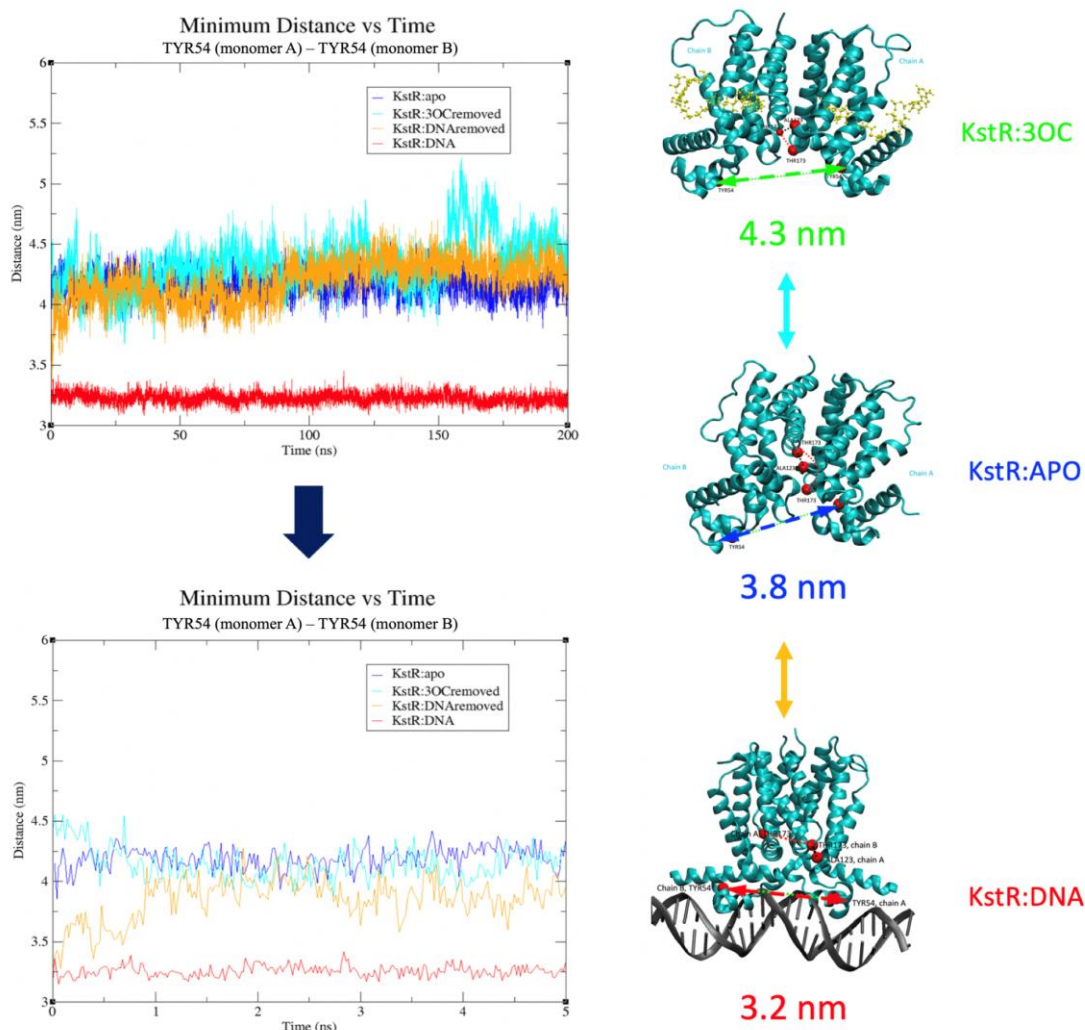 Minimum Distance vs Time
TYR54 (monomer A) – TYR54 (monomer B)
6
5.5
5
4.5
4
3.5
3
Distance (nm)
KstR:apo
KstR:3OCremoved
KstR:DNAremoved
KstR:DNA
0
50
100
150
200
Time (ns)
Minimum Distance vs Time
TYR54 (monomer A) – TYR54 (monomer B)
6
5.5
5
4.5
4
3.5
3
Distance (nm)
KstR:apo
KstR:3OCremoved
KstR:DNAremoved
KstR:DNA
0
1
2
3
4
5
Time (ns)
Chain B
Chain A
THR173
TYR54
KstR:3OC
4.3 nm
THR173
Chain B
ALA123
Chain A
THR173
TYR54
KstR:APO
3.8 nm
THR173, chain B
ALA123, chain A
Chain B, TYR54
TYR54, chain A
KstR:DNA
3.2 nm